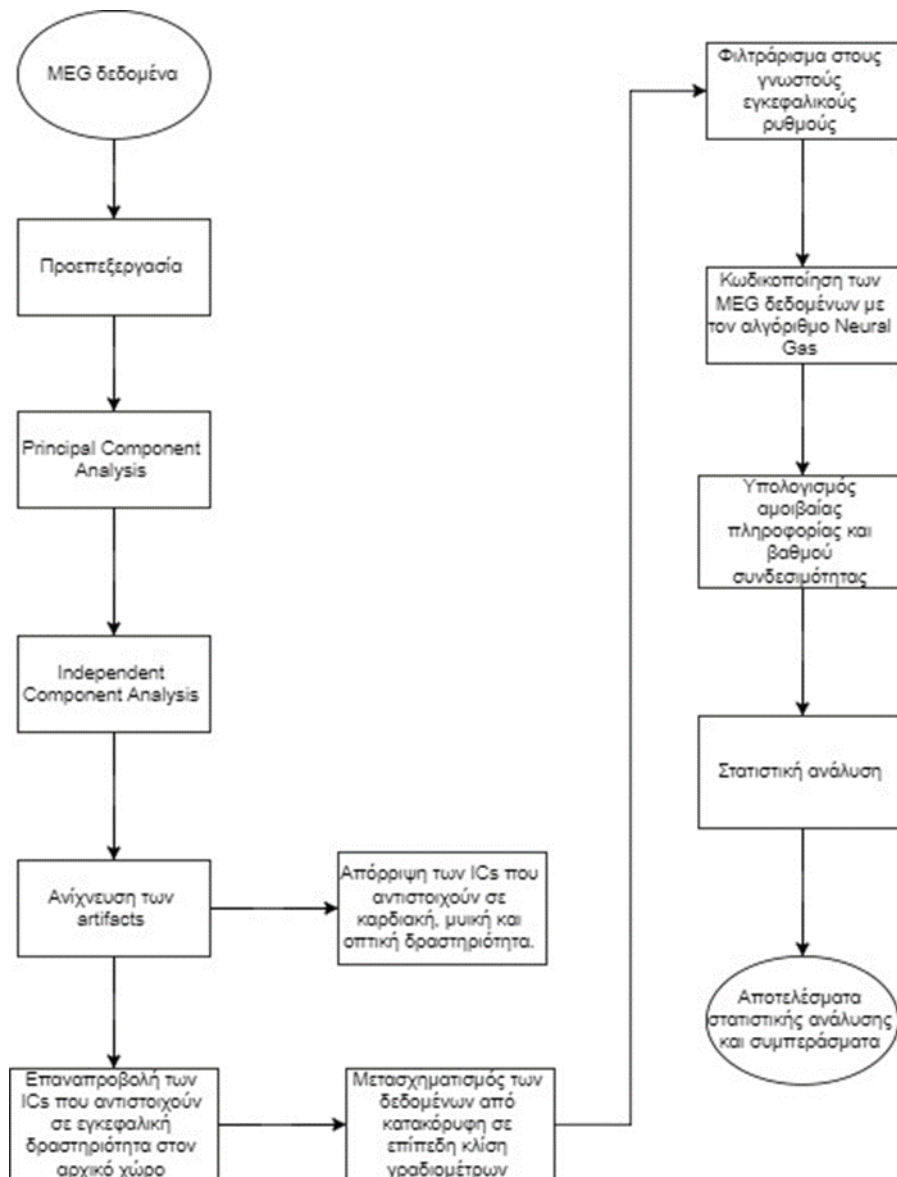 MEG δεδομένα
Προεπεξεργασία
Principal Component
Analysis
Independent
Component Analysis
Ανίχνευση των
artifacts
Απόρριψη των ICs που
αντιστοιχούν σε
καρδιακή, μυική και
οπτική δραστηριότητα.
Επαναπροβολή των
ICs που αντιστοιχούν
σε εγκεφαλική
δραστηριότητα στον
αρχικό χώρο
Μετασχηματισμός των
δεδομένων από
κατακόρυφη σε
επίπεδη κλίση
γραδιομέτρων
Φιλτράρισμα στους
γνωστούς
εγκεφαλικούς
ρυθμούς
Κωδικοποίηση των
MEG δεδομένων με
τον αλγόριθμο Neural
Gas
Υπολογισμός
αμοιβαίας
πληροφορίας και
βαθμού
συνδεσιμότητας
Στατιστική ανάλυση
Αποτελέσματα
στατιστικής ανάλυσης
και συμπεράσματα